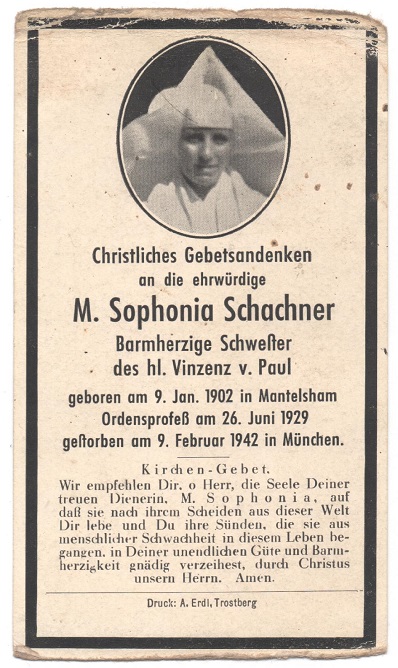 Christliches Gebetsandenken
an die ehrwürdige
M. Sophonia Schachner
Barmherzige Schwester
des hl. Vinzenz v. Paul
geboren am 9. Jan. 1902 in Mantelsham
Ordensprofeß am 26. Juni 1929
gestorben am 9. Februar 1942 in München.
Kirchen-Gebet.
Wir empfehlen Dir, o Herr, die Seele Deiner
treuen Dienerin, M. Sophonia, auf
daß sie nach ihrem Scheiden aus dieser Welt
Dir lebe und Du ihre Sünden, die sie aus
menschlicher Schwachheit in diesem Leben be-
gangen, in Deiner unendlichen Güte und Barm-
herzigkeit gnädig verzeihest, durch Christus
unsern Herrn. Amen.
Druck: A. Erdl, Trostberg